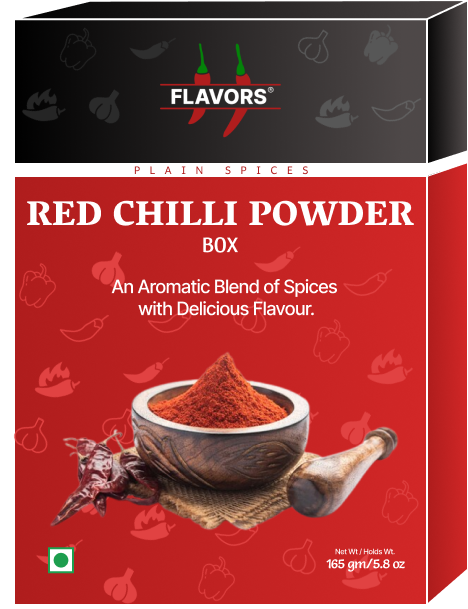 FLAVORS®
PLAIN SPICES
RED CHILLI POWDER
BOX
An Aromatic Blend of Spices
with Delicious Flavour.
Net Wt / Holds Wt.
165 gm/5.8 oz